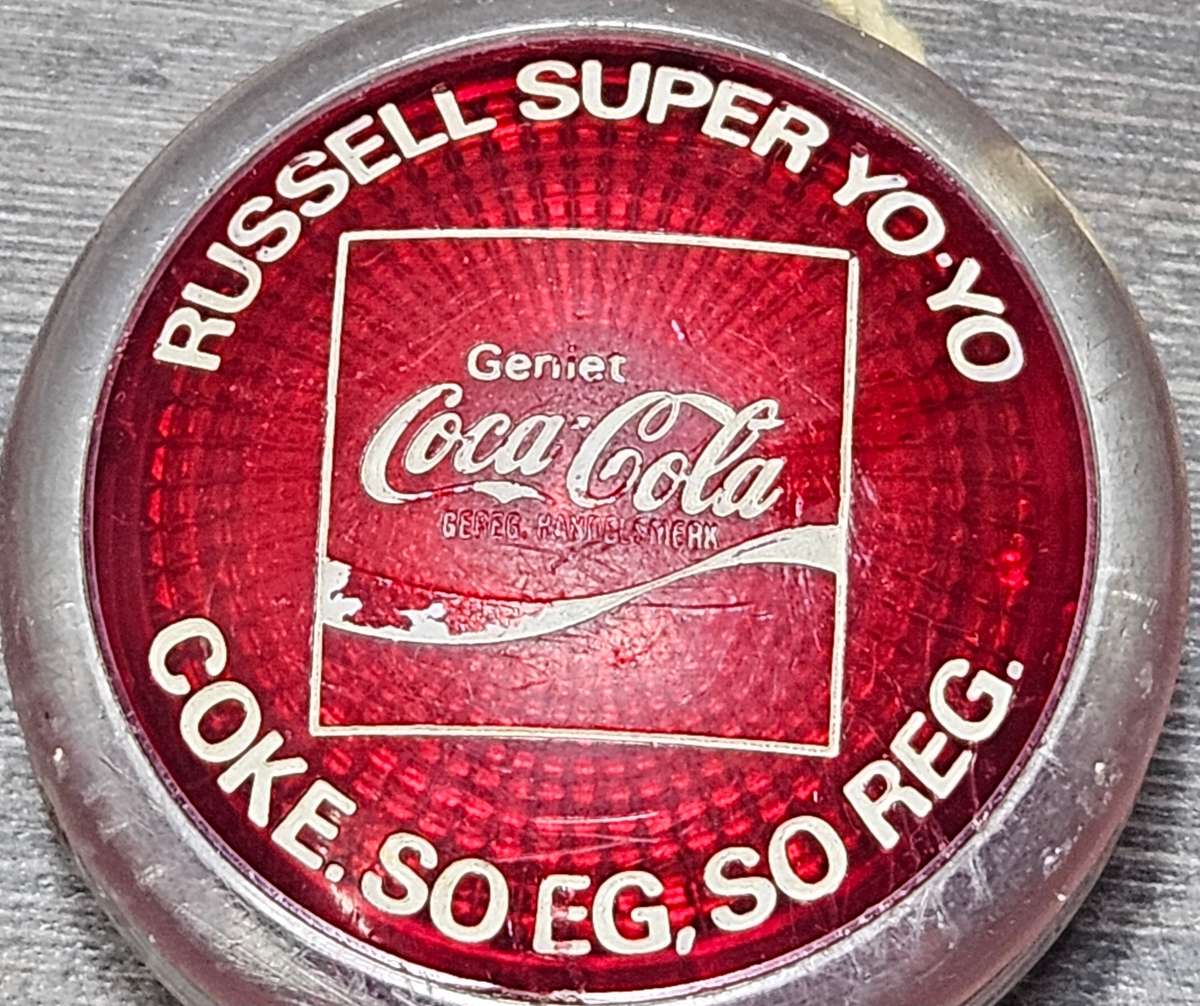 RUSSELL SUPER YO·YO
Geniet
Coca-Cola
GEREG. HANDELSMERK
COKE. SO EG, SO REG.